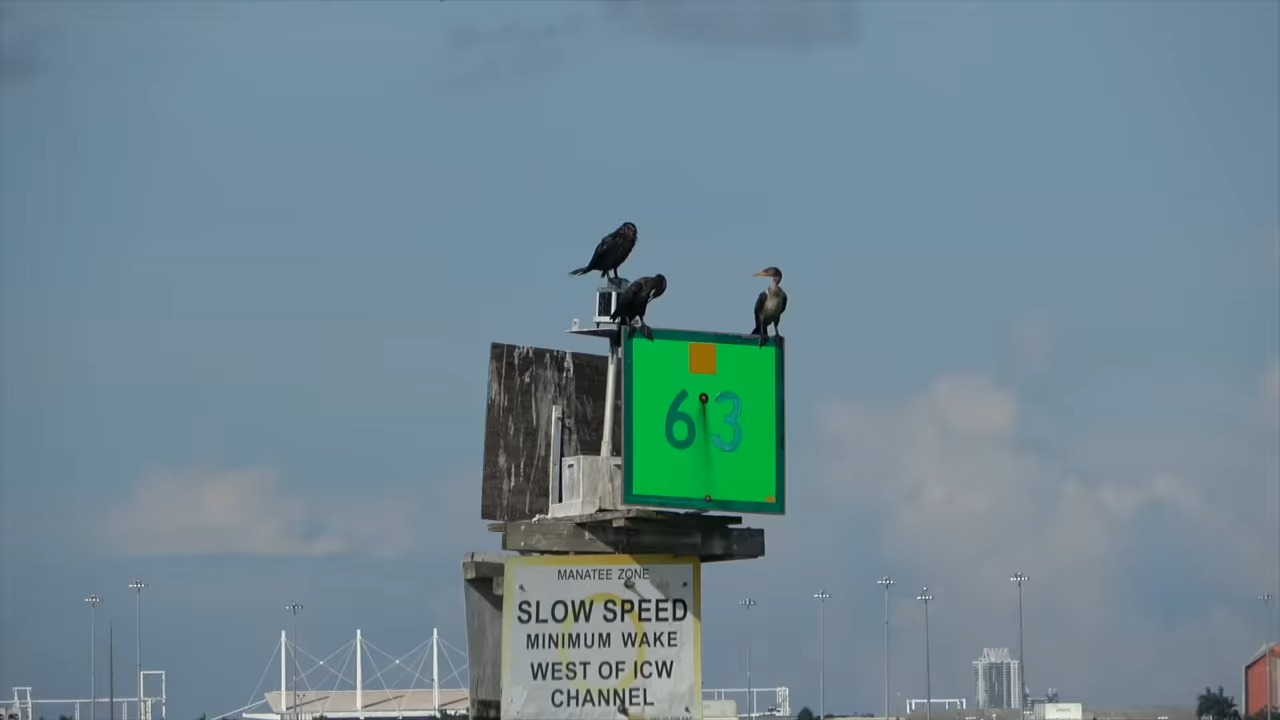 63
MANATEE ZONE
SLOW SPEED
MINIMUM WAKE
WEST OF ICW
CHANNEL